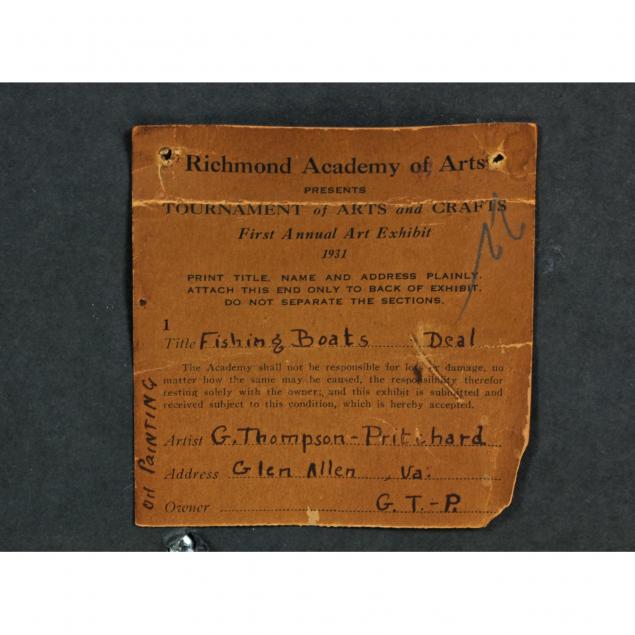 Richmond Academy of Arts
PRESENTS
TOURNAMENT of ARTS and CRAFTS
First Annual Art Exhibit
1931
PRINT TITLE, NAME AND ADDRESS PLAINLY.
ATTACH THIS END ONLY TO BACK OF EXHIBIT.
DO NOT SEPARATE THE SECTIONS.
1
Title Fishing Boats, Deal
The Academy shall not be responsible for loss or damage, no
matter how the same may be caused, the responsibility therefor
resting solely with the owner; and this exhibit is submitted and
received subject to this condition, which is hereby accepted.
Artist G. Thompson-Pritchard
Address Glen Allen, Va.
Owner G. T.-P.
Oil PAINTING